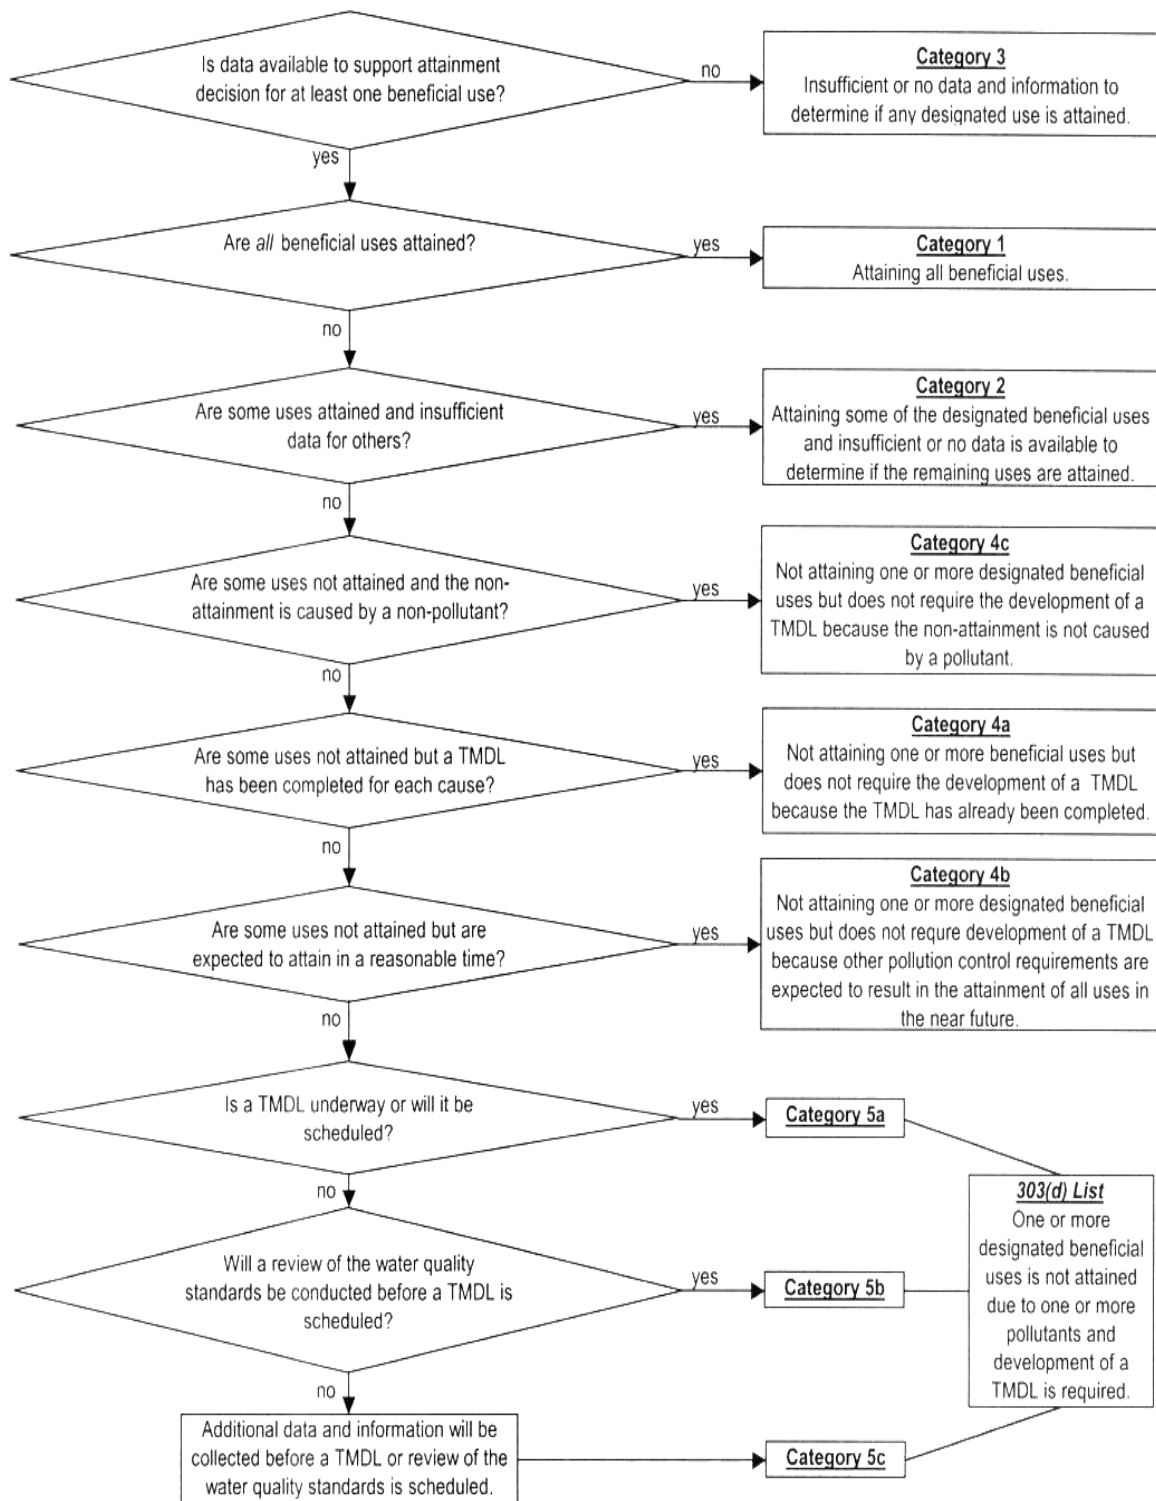 Is data available to support attainment
decision for at least one beneficial use?
no
Category 3
Insufficient or no data and information to
determine if any designated use is attained.
yes
Are all beneficial uses attained?
yes
Category 1
Attaining all beneficial uses.
no
Are some uses attained and insufficient
data for others?
yes
Category 2
Attaining some of the designated beneficial uses
and insufficient or no data is available to
determine if the remaining uses are attained.
no
Are some uses not attained and the non-
attainment is caused by a non-pollutant?
yes
Category 4c
Not attaining one or more designated beneficial
uses but does not require the development of a
TMDL because the non-attainment is not caused
by a pollutant.
no
Are some uses not attained but a TMDL
has been completed for each cause?
yes
Category 4a
Not attaining one or more beneficial uses but
does not require the development of a TMDL
because the TMDL has already been completed.
no
Are some uses not attained but are
expected to attain in a reasonable time?
yes
Category 4b
Not attaining one or more designated beneficial
uses but does not requre development of a TMDL
because other pollution control requirements are
expected to result in the attainment of all uses in
the near future.
no
Is a TMDL underway or will it be
scheduled?
yes
Category 5a
no
Will a review of the water quality
standards be conducted before a TMDL is
scheduled?
yes
Category 5b
303(d) List
One or more
designated beneficial
uses is not attained
due to one or more
pollutants and
development of a
TMDL is required.
no
Additional data and information will be
collected before a TMDL or review of the
water quality standards is scheduled.
Category 5c